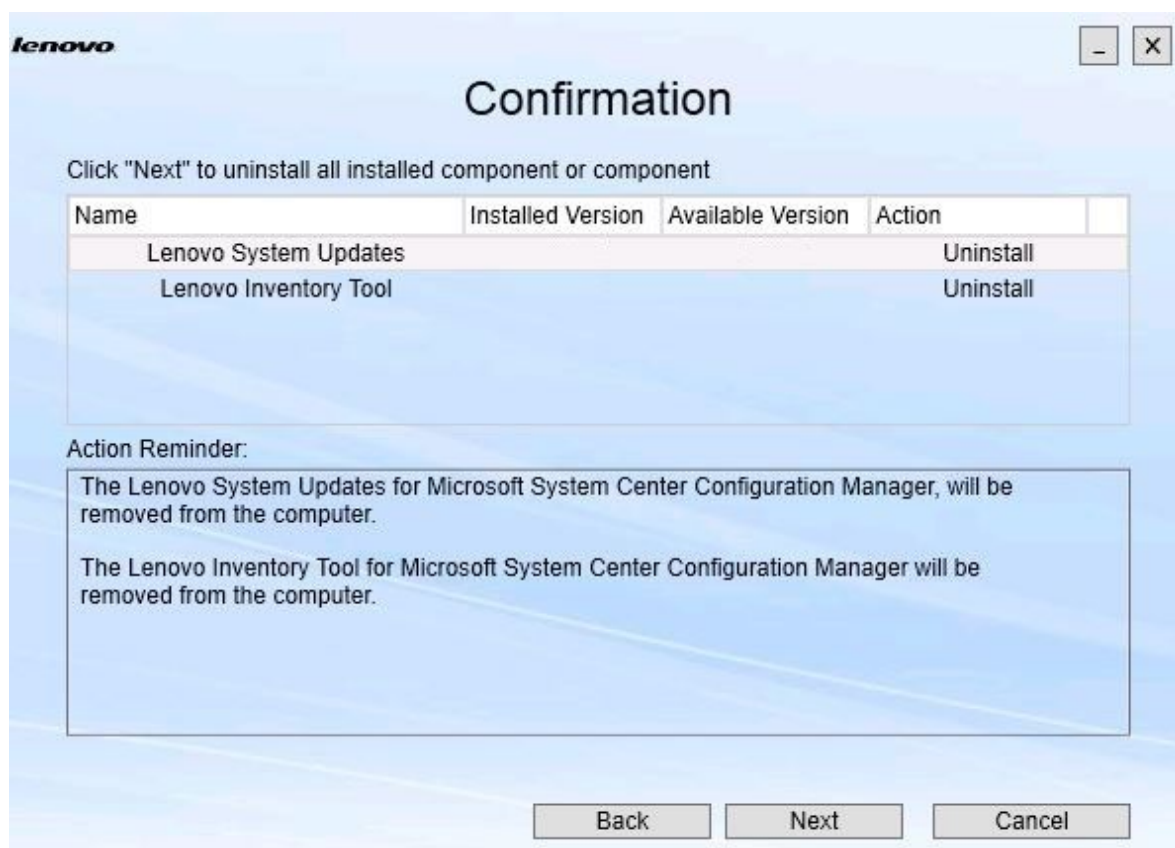 lenovo
_ X
Confirmation
Click "Next" to uninstall all installed component or component
Name Installed Version Available Version Action
Lenovo System Updates Uninstall
Lenovo Inventory Tool Uninstall
Action Reminder:
The Lenovo System Updates for Microsoft System Center Configuration Manager, will be
removed from the computer.
The Lenovo Inventory Tool for Microsoft System Center Configuration Manager will be
removed from the computer.
Back Next Cancel